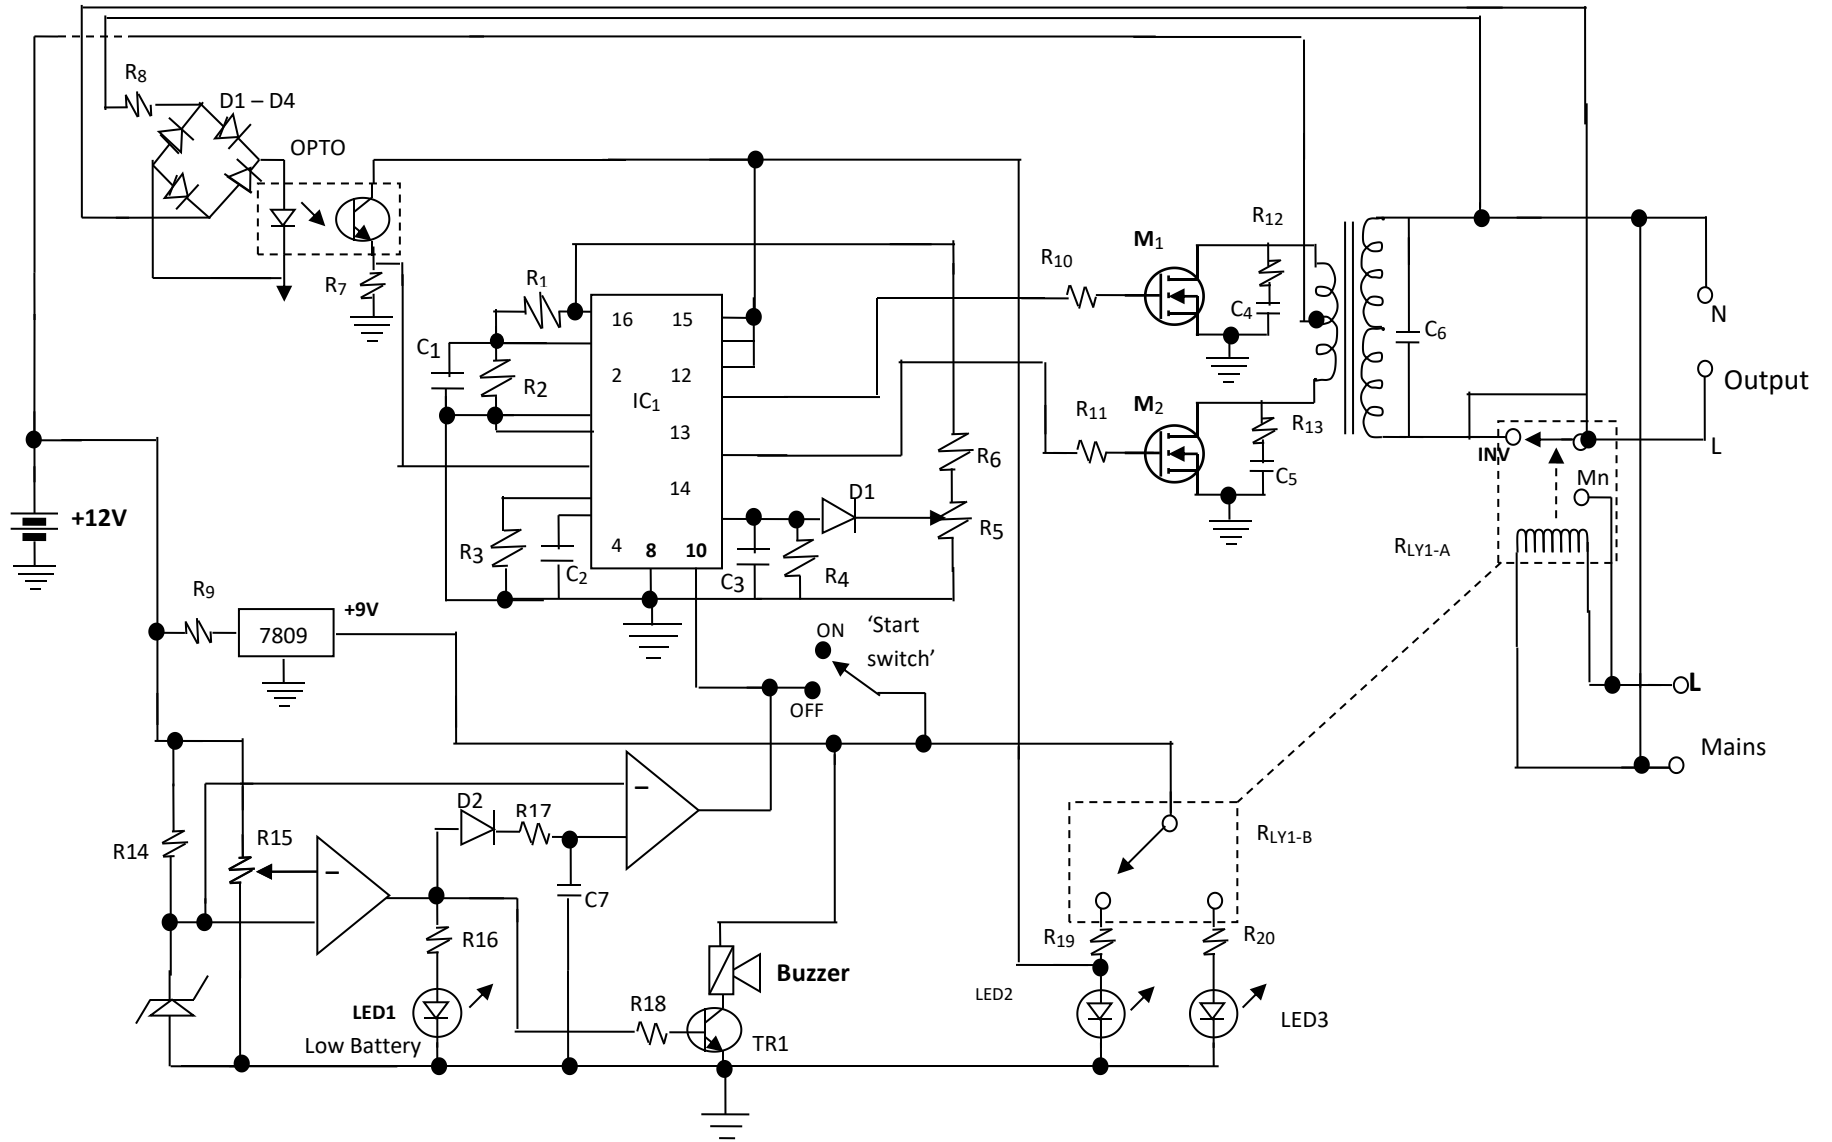 R8
D1 – D4
OPTO
R7
R1
C1
R2
16
15
2
12
IC1
13
14
4
8
10
R3
C2
C3
R4
D1
R6
R5
R10
M1
R12
C4
R11
M2
R13
C5
C6
N
Output
L
INV
Mn
RLY1-A
L
Mains
+12V
R9
7809
+9V
ON
'Start
switch'
OFF
R14
R15
–
D2
R17
–
C7
R16
LED1
Low Battery
R18
Buzzer
TR1
RLY1-B
R19
R20
LED2
LED3